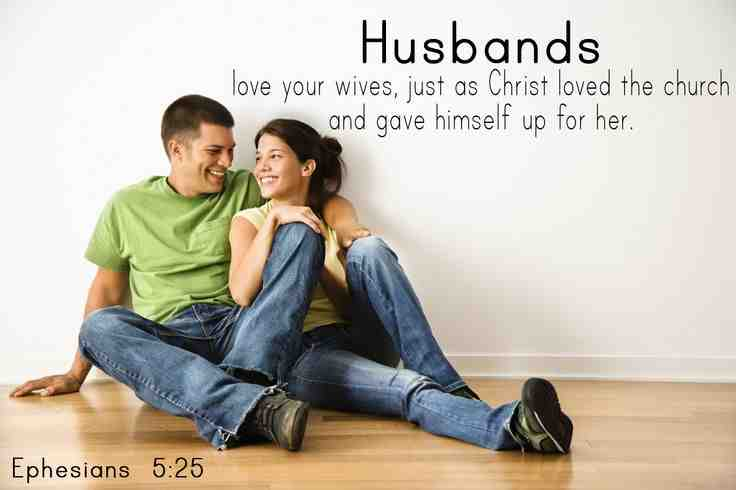 Husbands
love your wives, just as Christ loved the church
and gave himself up for her.
Ephesians 5:25